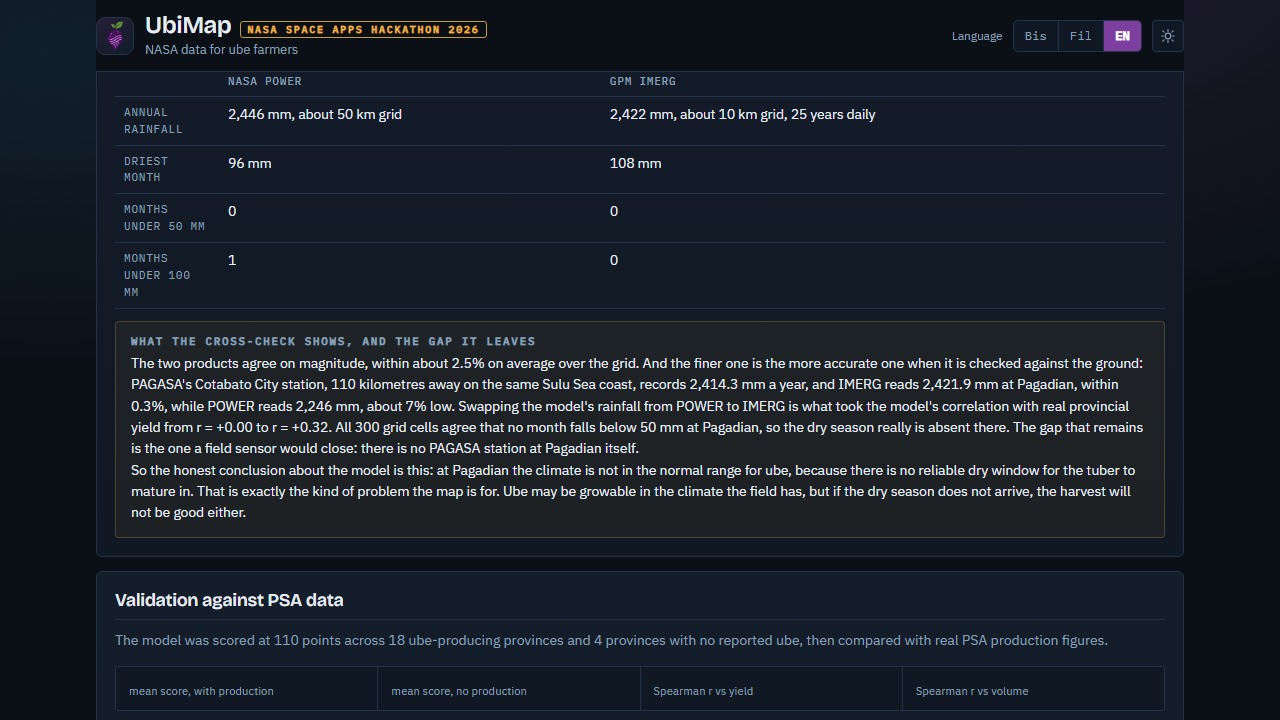 UbiMap NASA SPACE APPS HACKATHON 2026
NASA data for ube farmers
Language Bis Fil EN
NASA POWER GPM IMERG
ANNUAL RAINFALL 2,446 mm, about 50 km grid 2,422 mm, about 10 km grid, 25 years daily
DRIEST MONTH 96 mm 108 mm
MONTHS UNDER 50 MM 0 0
MONTHS UNDER 100 MM 1 0
WHAT THE CROSS-CHECK SHOWS, AND THE GAP IT LEAVES
The two products agree on magnitude, within about 2.5% on average over the grid. And the finer one is the more accurate one when it is checked against the ground:
PAGASA's Cotabato City station, 110 kilometres away on the same Sulu Sea coast, records 2,414.3 mm a year, and IMERG reads 2,421.9 mm at Pagadian, within
0.3%, while POWER reads 2,246 mm, about 7% low. Swapping the model's rainfall from POWER to IMERG is what took the model's correlation with real provincial
yield from r = +0.00 to r = +0.32. All 300 grid cells agree that no month falls below 50 mm at Pagadian, so the dry season really is absent there. The gap that remains
is the one a field sensor would close: there is no PAGASA station at Pagadian itself.
So the honest conclusion about the model is this: at Pagadian the climate is not in the normal range for ube, because there is no reliable dry window for the tuber to
mature in. That is exactly the kind of problem the map is for. Ube may be growable in the climate the field has, but if the dry season does not arrive, the harvest will
not be good either.
Validation against PSA data
The model was scored at 110 points across 18 ube-producing provinces and 4 provinces with no reported ube, then compared with real PSA production figures.
mean score, with production mean score, no production Spearman r vs yield Spearman r vs volume